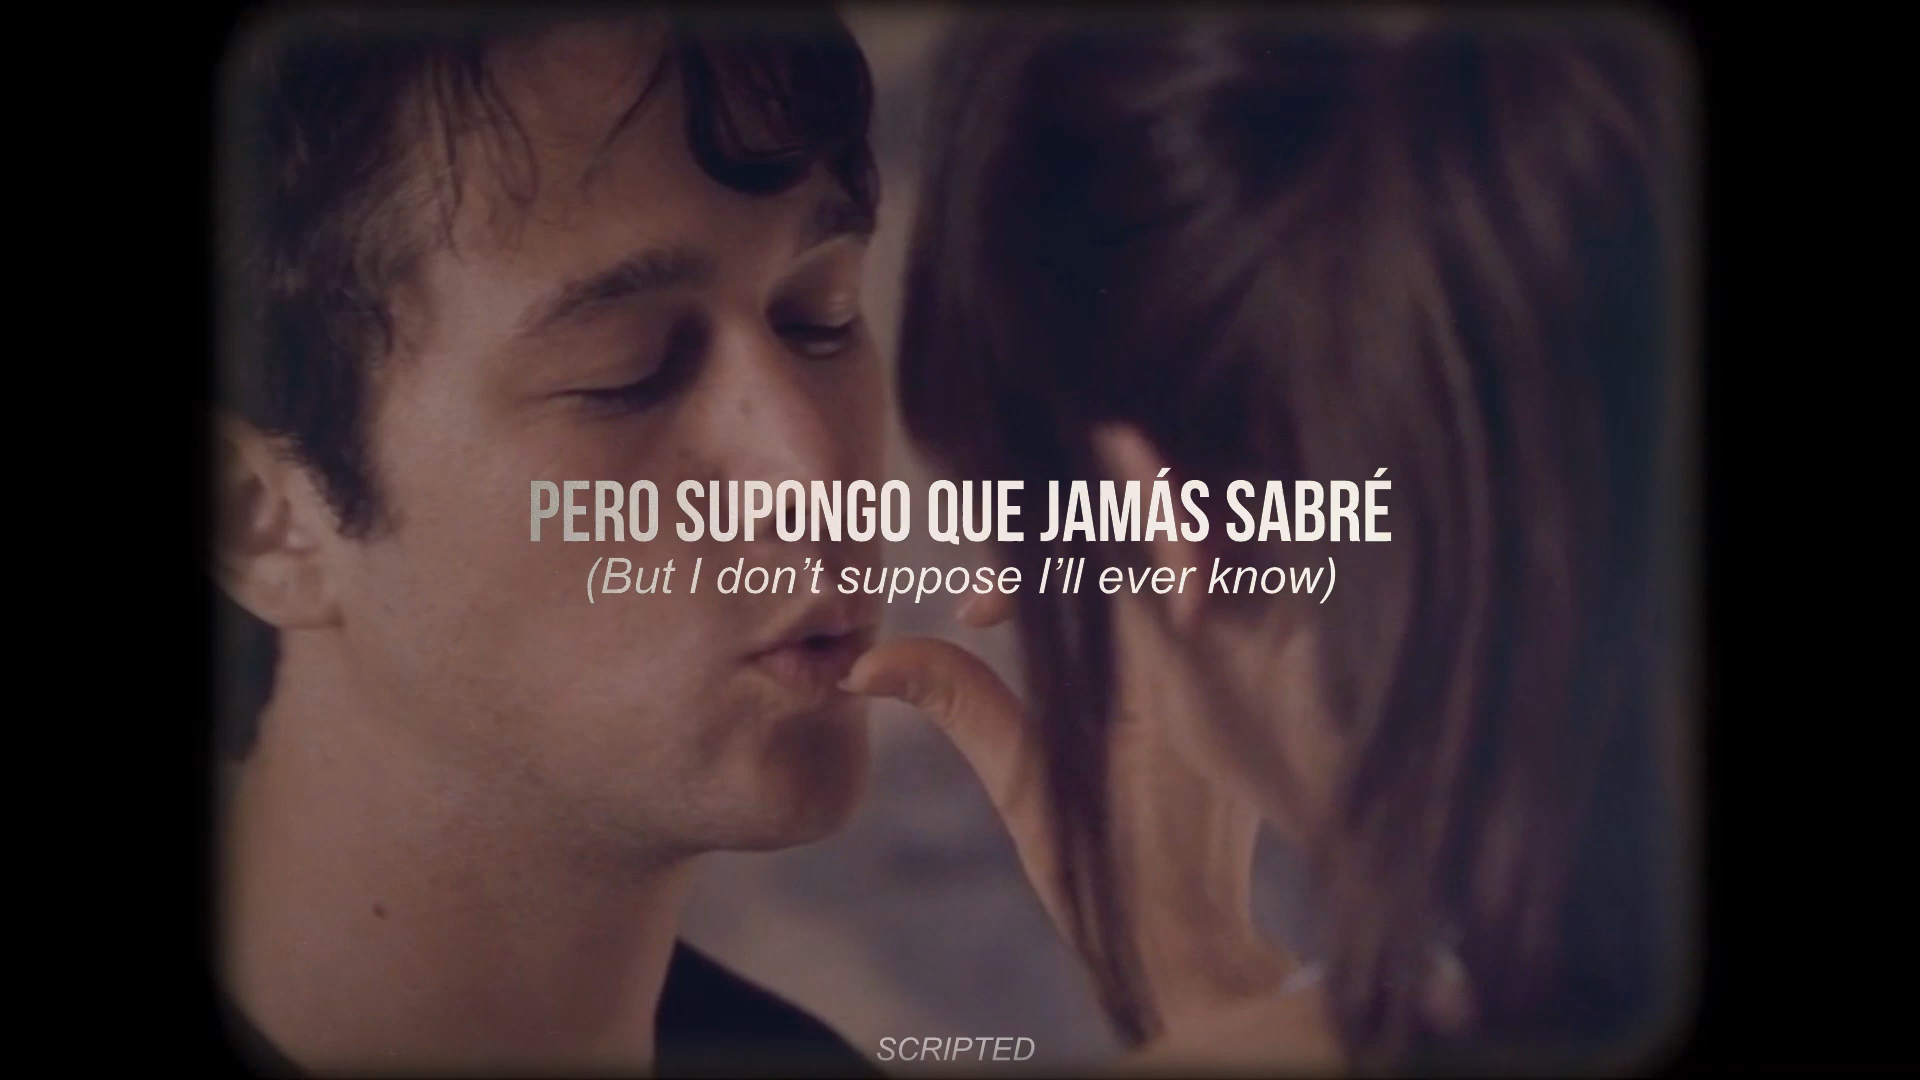 PERO SUPONGO QUE JAMÁS SABRÉ
(But I don’t suppose I’ll ever know)
SCRIPTED